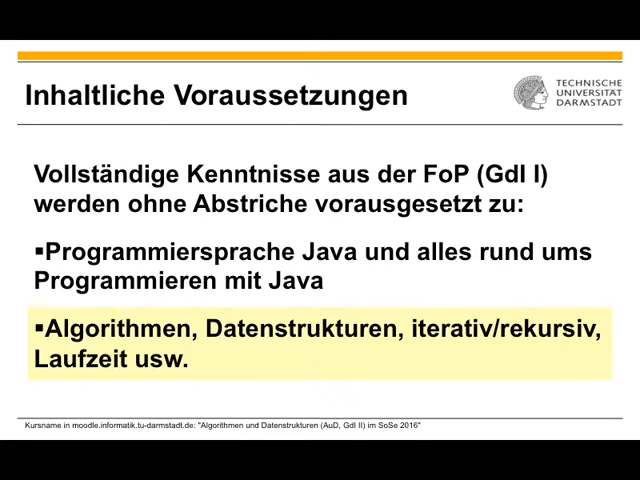 Inhaltliche Voraussetzungen
TECHNISCHE
UNIVERSITÄT
DARMSTADT
Vollständige Kenntnisse aus der FoP (GdI I)
werden ohne Abstriche vorausgesetzt zu:
▪Programmiersprache Java und alles rund ums
Programmieren mit Java
▪Algorithmen, Datenstrukturen, iterativ/rekursiv,
Laufzeit usw.
Kursname in moodle.informatik.tu-darmstadt.de: "Algorithmen und Datenstrukturen (AuD, GdI II) im SoSe 2016"